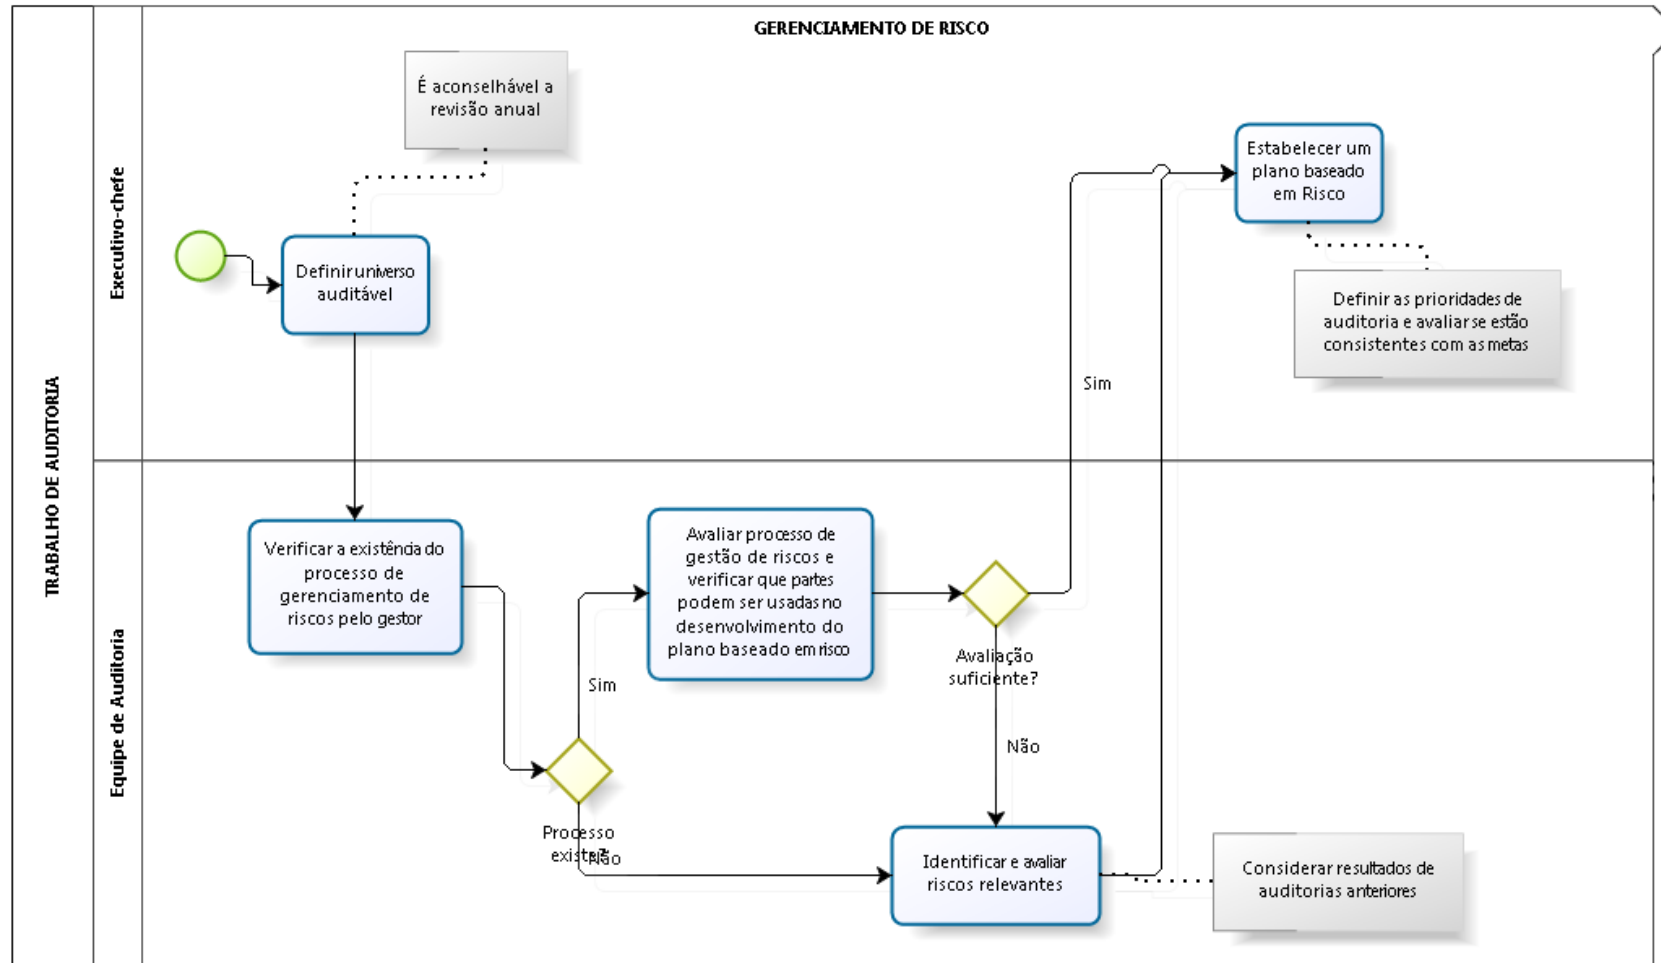 GERENCIAMENTO DE RISCO
TRABALHO DE AUDITORIA
Executivo-chefe
É aconselhável a
revisão anual
Definir universo
auditável
Estabelecer um
plano baseado
em Risco
Definir as prioridades de
auditoria e avaliar se estão
consistentes com as metas
Sim
Equipe de Auditoria
Verificar a existência do
processo de
gerenciamento de
riscos pelo gestor
Avaliar processo de
gestão de riscos e
verificar que partes
podem ser usadas no
desenvolvimento do
plano baseado em risco
Avaliação
suficiente?
Sim
Não
Processo
existe?
Não
Identificar e avaliar
riscos relevantes
Considerar resultados de
auditorias anteriores